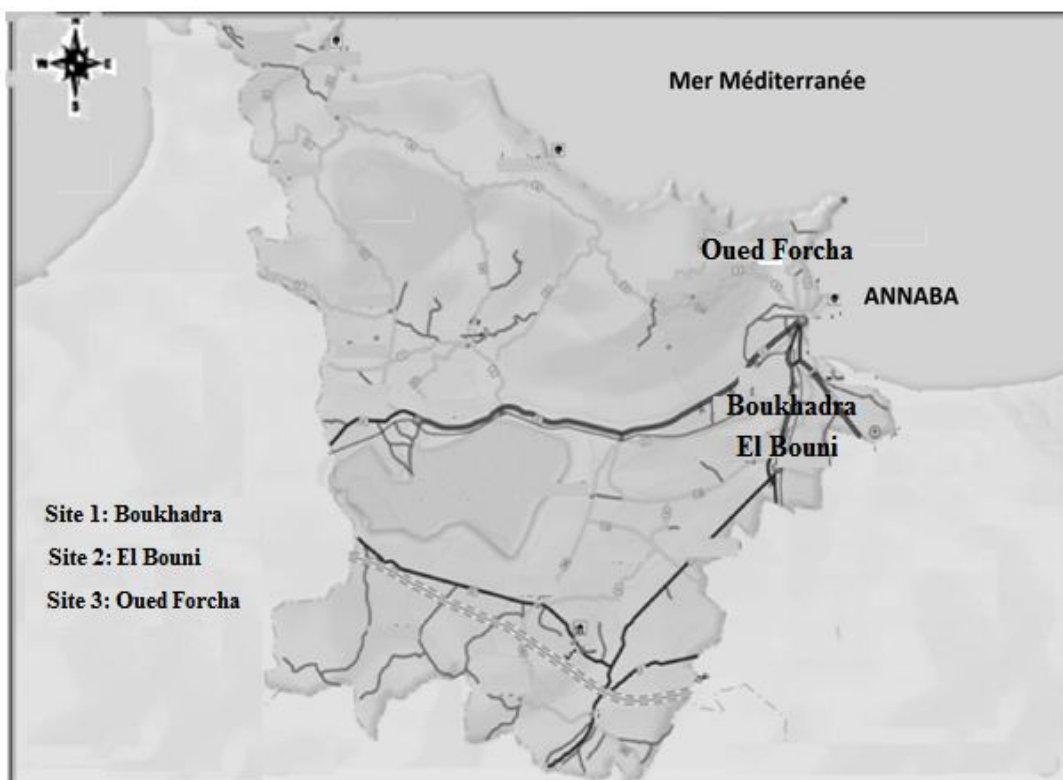 N
W E
S
Mer Méditerranée
Oued Forcha
ANNABA
Boukhadra
El Bouni
Site 1: Boukhadra
Site 2: El Bouni
Site 3: Oued Forcha